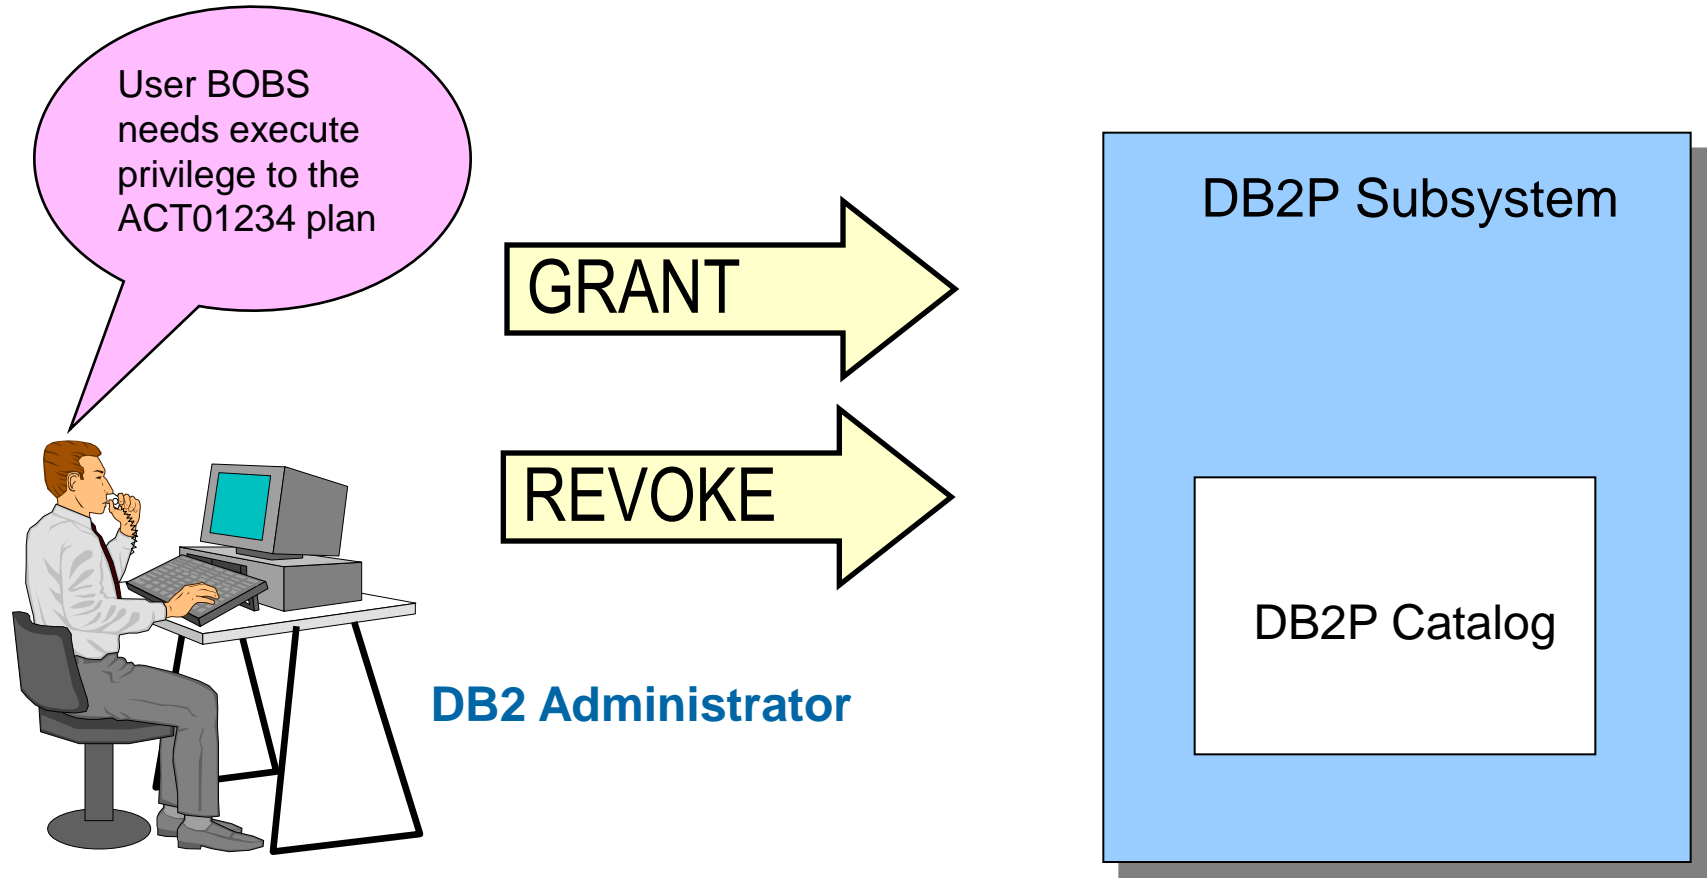 User BOBS
needs execute
privilege to the
ACT01234 plan
GRANT
REVOKE
DB2 Administrator
DB2P Subsystem
DB2P Catalog